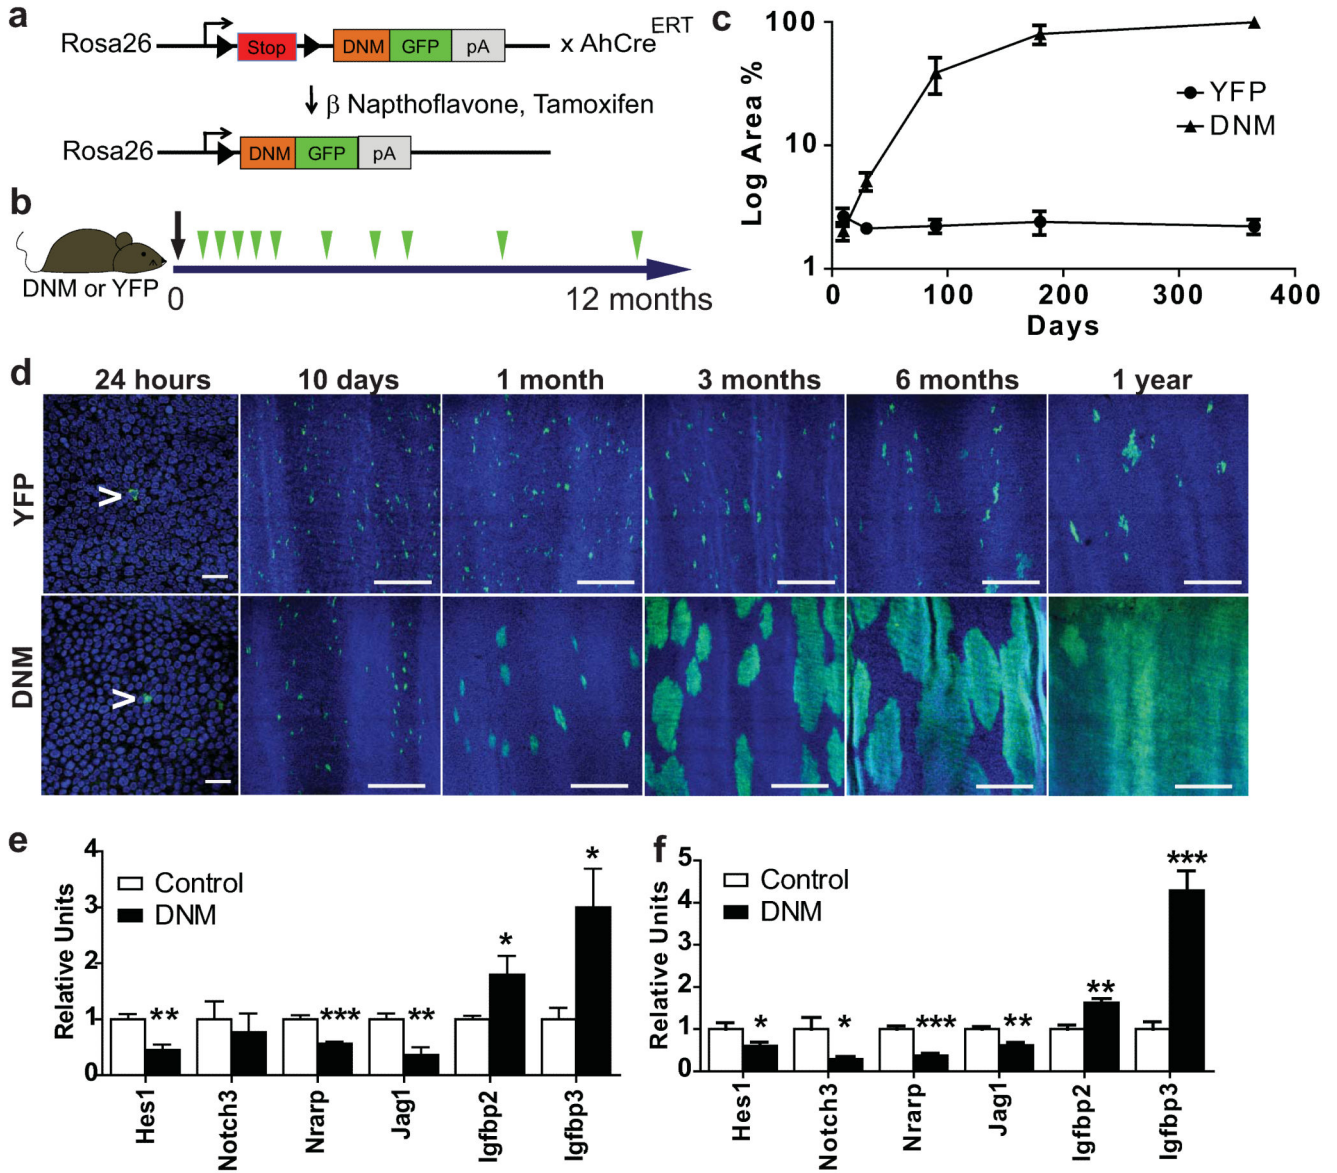 a
Rosa26 Stop DNM GFP pA x AhCre ERT
β Napthoflavone, Tamoxifen
Rosa26 DNM GFP pA
b
DNM or YFP 0 12 months
c
Log Area %
100
10
1
0 100 200 300 400
Days
YFP
DNM
d
24 hours 10 days 1 month 3 months 6 months 1 year
YFP >
DNM >
e
Relative Units
4
3
2
1
0
Control
DNM
** *** ** * *
Hes1 Notch3 Nrarp Jag1 Igfbp2 Igfbp3
f
Relative Units
5
4
3
2
1
0
Control
DNM
* * *** ** ** ***
Hes1 Notch3 Nrarp Jag1 Igfbp2 Igfbp3